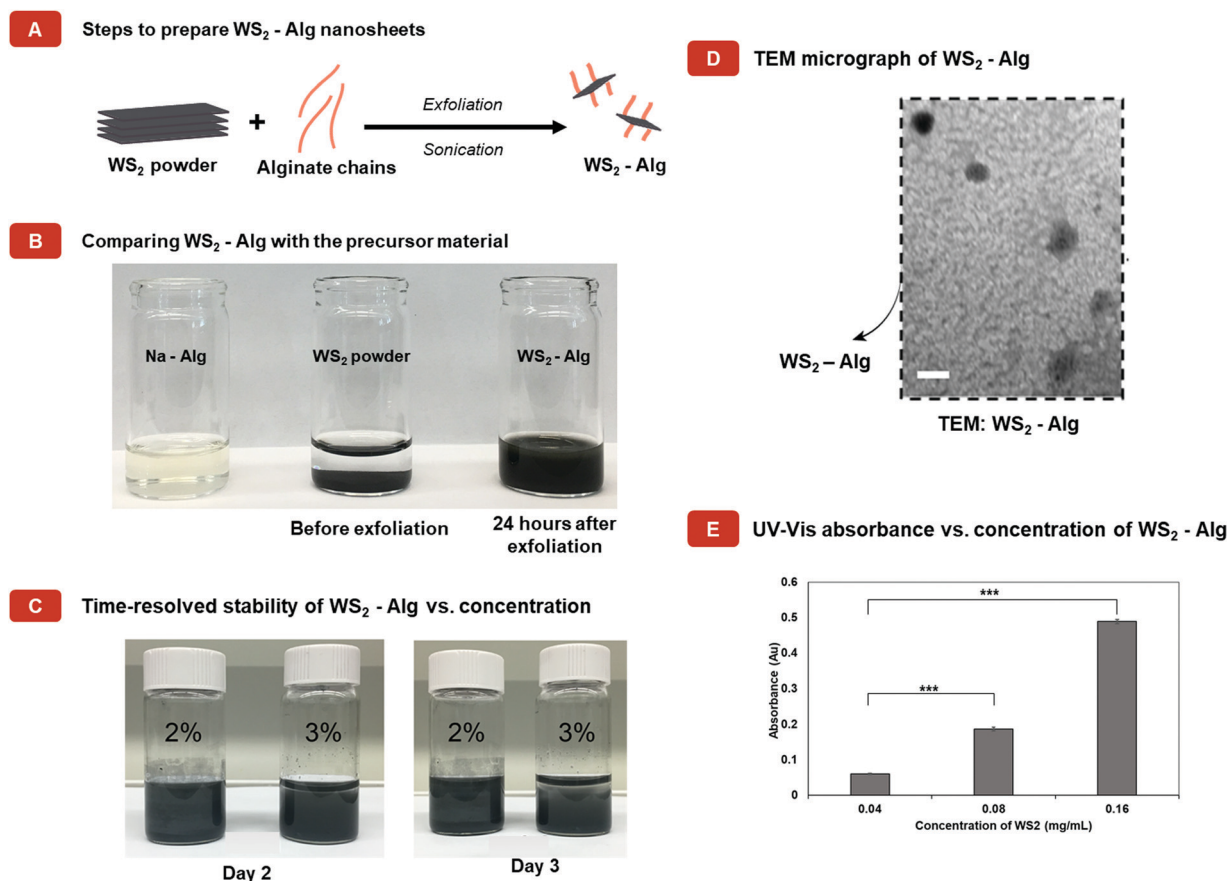 A
Steps to prepare WS₂ - Alg nanosheets
WS₂ powder
+
Alginate chains
Exfoliation
Sonication
WS₂ - Alg
B
Comparing WS₂ - Alg with the precursor material
Na - Alg
WS₂ powder
WS₂ - Alg
Before exfoliation
24 hours after
exfoliation
C
Time-resolved stability of WS₂ - Alg vs. concentration
2%
3%
2%
3%
Day 2
Day 3
D
TEM micrograph of WS₂ - Alg
WS₂ – Alg
TEM: WS₂ - Alg
E
UV-Vis absorbance vs. concentration of WS₂ - Alg
Absorbance (Au)
0.6
0.5
0.4
0.3
0.2
0.1
0
***
***
0.04
0.08
0.16
Concentration of WS2 (mg/mL)